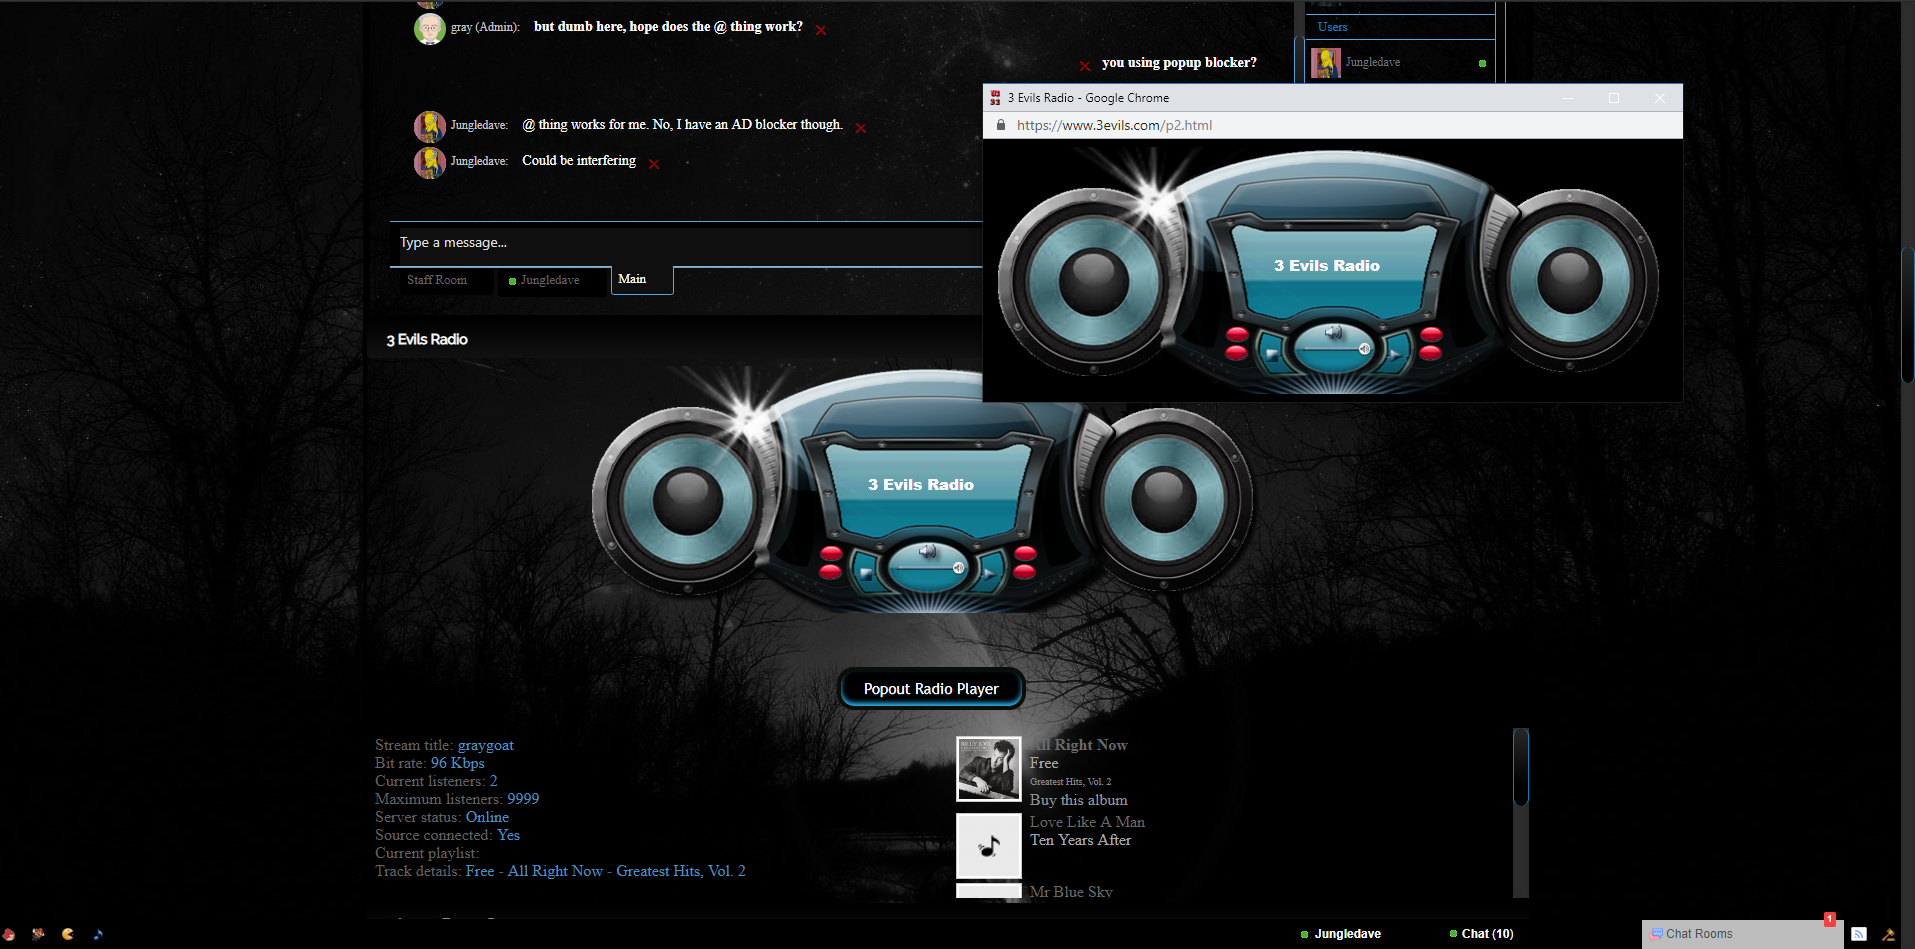 gray (Admin): but dumb here, hope does the @ thing work?
you using popup blocker?
Jungledave: @ thing works for me. No, I have an AD blocker though.
Jungledave: Could be interfering
Type a message...
Staff Room
Jungledave
Main
Users
Jungledave
3 Evils Radio - Google Chrome
https://www.3evils.com/p2.html
3 Evils Radio
3 Evils Radio
3 Evils Radio
Popout Radio Player
Stream title: graygoat
Bit rate: 96 Kbps
Current listeners: 2
Maximum listeners: 9999
Server status: Online
Source connected: Yes
Current playlist:
Track details: Free - All Right Now - Greatest Hits, Vol. 2
BILLY JOEL
All Right Now
Free
Greatest Hits, Vol. 2
Buy this album
Love Like A Man
Ten Years After
Mr Blue Sky
Jungledave
Chat (10)
Chat Rooms
1